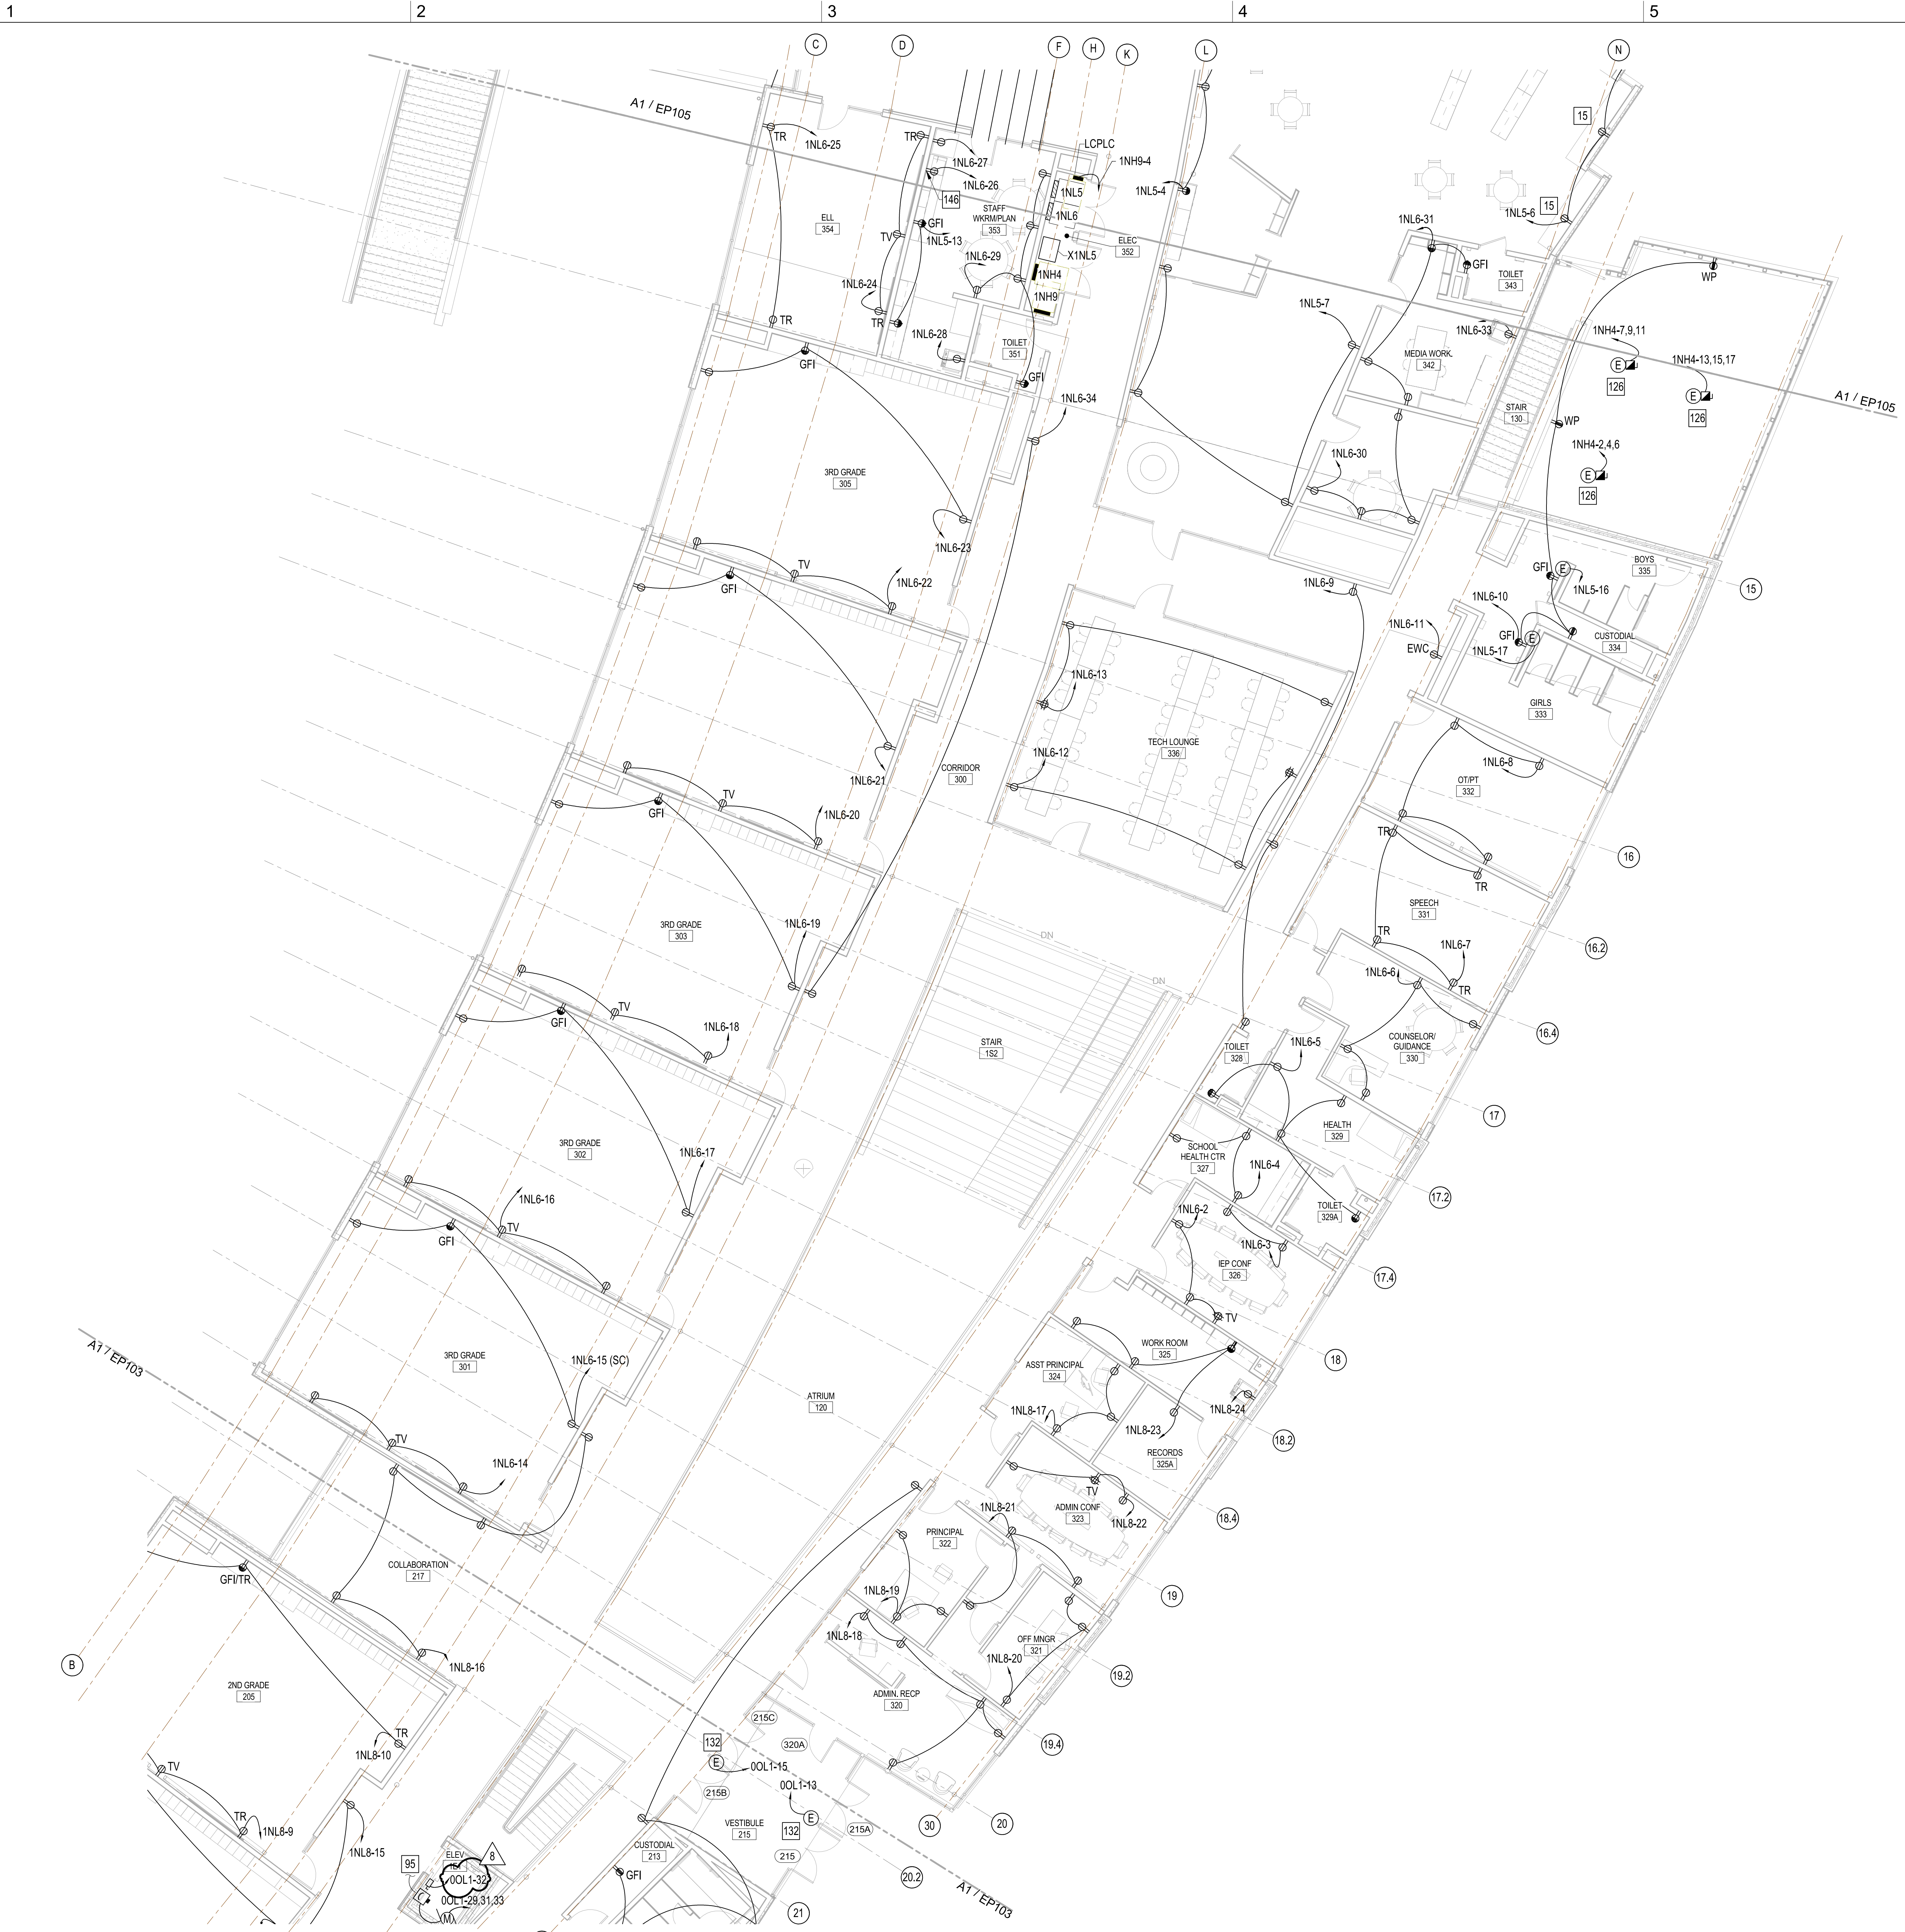 1
2
3
4
5
C
D
F
H
K
L
N
A1 / EP105
TR
1NL6-25
TR
1NL6-27
1NL6-26
146
LCPLC
1NH9-4
1NL5
1NL6
1NL5-4
15
15
1NL5-6
1NL6-31
ELL
354
TV
GFI
1NL5-13
STAFF
WKRM/PLAN
353
ELEC
352
X1NL5
1NL6-29
1NH4
1NH9
GFI
TOILET
343
WP
1NL6-24
TR
TR
1NL6-28
TOILET
351
GFI
1NL5-7
1NL6-33
MEDIA WORK.
342
1NH4-7,9,11
E
126
1NH4-13,15,17
E
126
A1 / EP105
GFI
1NL6-34
STAIR
130
WP
1NH4-2,4,6
E
126
3RD GRADE
305
1NL6-30
1NL6-23
TV
GFI
1NL6-22
1NL6-9
BOYS
335
GFI
E
1NL5-16
15
1NL6-10
1NL6-11
EWC
GFI
E
1NL5-17
CUSTODIAL
334
1NL6-13
GIRLS
333
TECH LOUNGE
336
1NL6-12
CORRIDOR
300
1NL6-21
1NL6-8
OT/PT
332
TV
GFI
1NL6-20
TR
TR
16
SPEECH
331
3RD GRADE
303
1NL6-19
DN
TR
1NL6-7
16.2
1NL6-6
TR
DN
TV
GFI
1NL6-18
STAIR
1S2
TOILET
328
1NL6-5
COUNSELOR/
GUIDANCE
330
16.4
17
HEALTH
329
3RD GRADE
302
1NL6-17
SCHOOL
HEALTH CTR
327
1NL6-4
17.2
1NL6-16
TV
GFI
1NL6-2
TOILET
329A
1NL6-3
IEP CONF
326
17.4
TV
A1 / EP103
3RD GRADE
301
1NL6-15 (SC)
WORK ROOM
325
18
ASST PRINCIPAL
324
ATRIUM
120
1NL8-17
1NL8-24
1NL8-23
18.2
TV
RECORDS
325A
1NL6-14
TV
ADMIN CONF
323
1NL8-21
1NL8-22
18.4
PRINCIPAL
322
COLLABORATION
217
GFI/TR
1NL8-19
19
1NL8-18
OFF MNGR
321
1NL8-20
B
1NL8-16
19.2
2ND GRADE
205
ADMIN. RECP
320
215C
132
320A
19.4
TR
1NL8-10
E
0OL1-15
TV
0OL1-13
215B
E
VESTIBULE
215
132
215A
30
20
TR
1NL8-9
1NL8-15
CUSTODIAL
213
215
8
ELEV
95
0OL1-32
GFI
20.2
A1 / EP103
0OL1-29,31,33
M
21